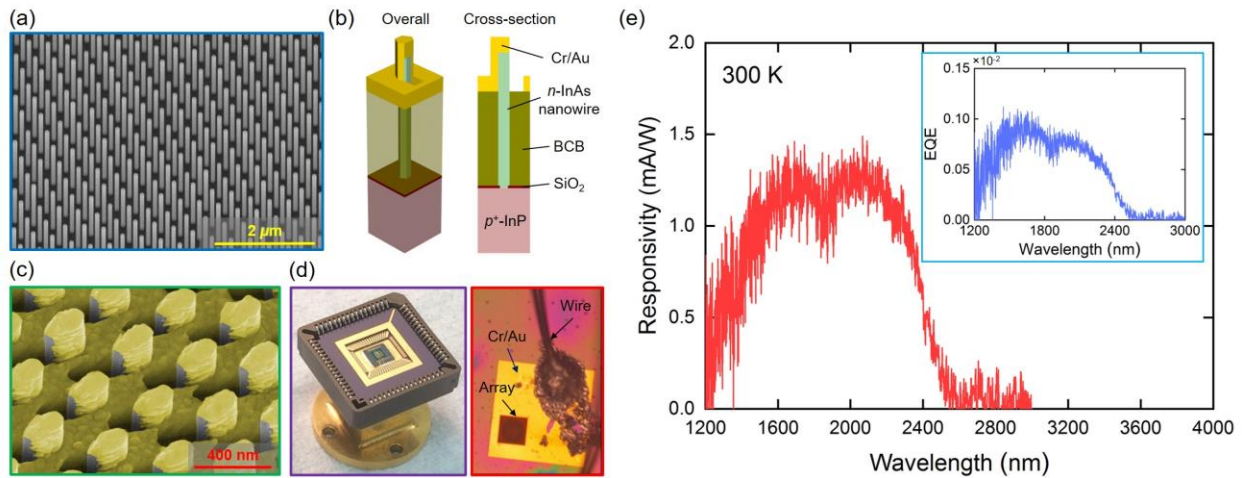 (a)
2 µm
(b)
Overall
Cross-section
Cr/Au
n-InAs
nanowire
BCB
SiO₂
p⁺-InP
(c)
400 nm
(d)
Wire
Cr/Au
Array
(e)
300 K
Responsivity (mA/W)
2.0
1.5
1.0
0.5
0.0
1200 1600 2000 2400 2800 3200 3600 4000
Wavelength (nm)
×10⁻²
EQE
0.15
0.10
0.05
0.00
1200 1800 2400 3000
Wavelength (nm)